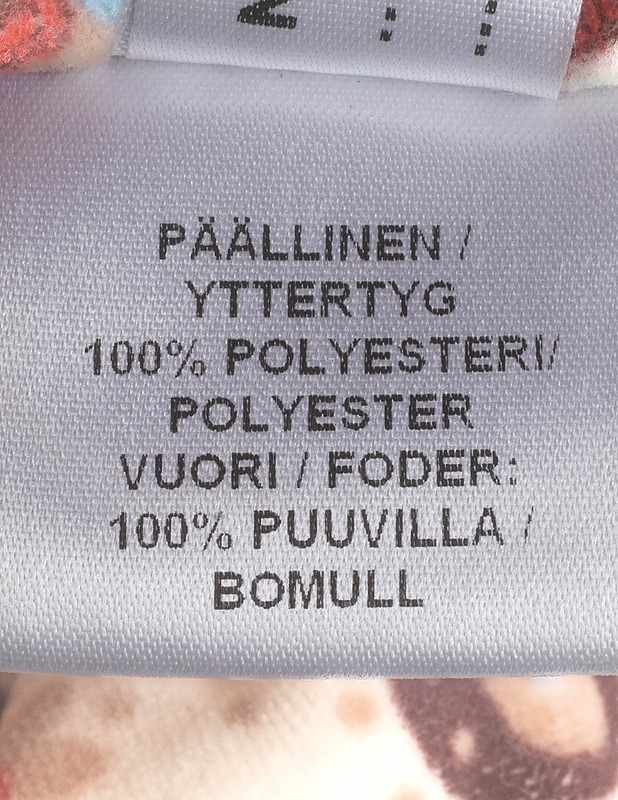 PÄÄLLINEN /
YTTERTYG
100% POLYESTERI/
POLYESTER
VUORI / FODER:
100% PUUVILLA /
BOMULL